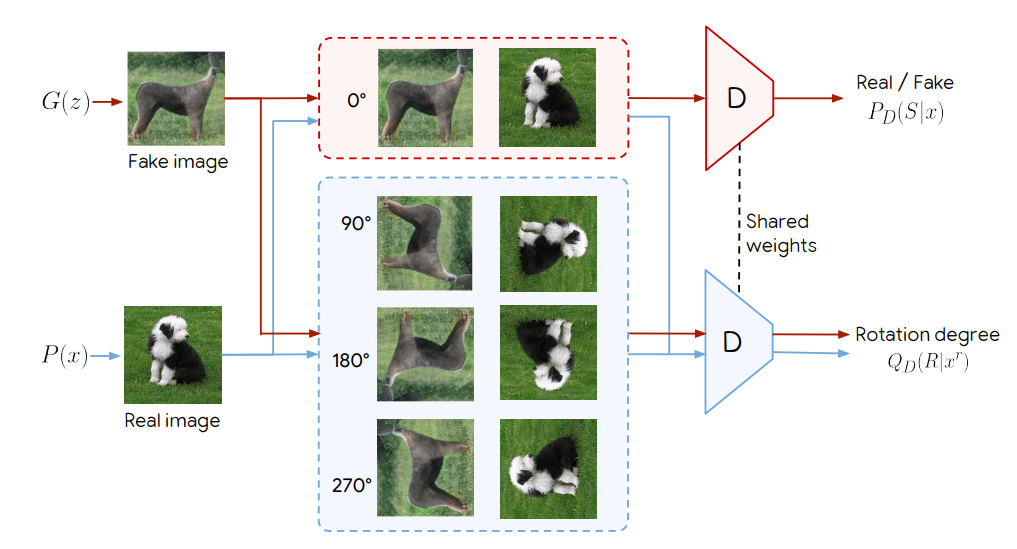 G(z)
Fake image
P(x)
Real image
0°
90°
180°
270°
D
Real / Fake
P_D(S|x)
Shared
weights
D
Rotation degree
Q_D(R|x^r)